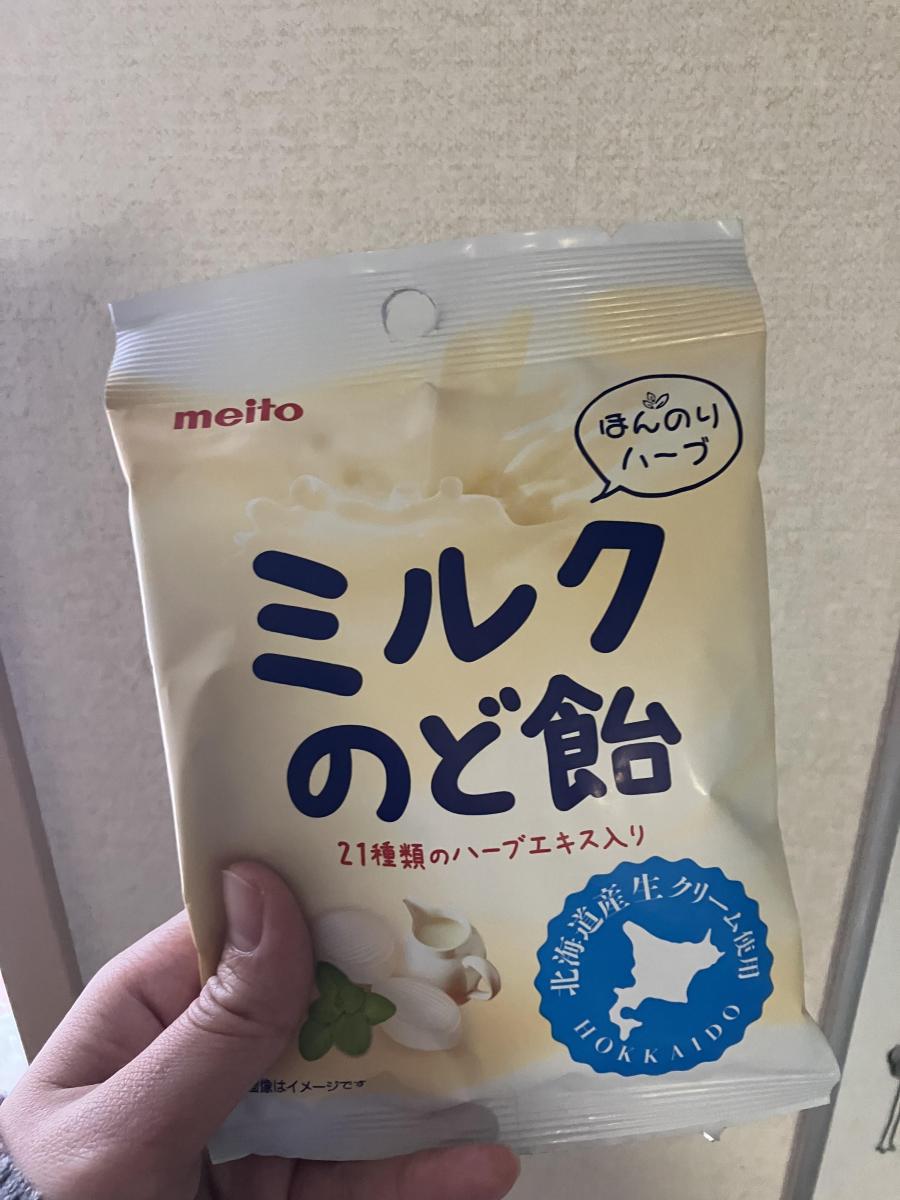 meito
ほんのり
ハーブ
ミルク
のど飴
21種類のハーブエキス入り
北海道産生クリーム使用
HOKKAIDO
像はイメージです